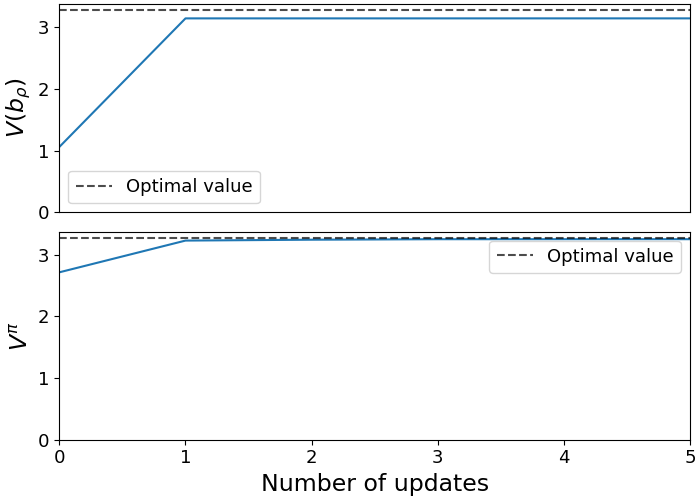 3
2
1
0
V(b_ρ)
Optimal value
3
2
1
0
V^π
Optimal value
0 1 2 3 4 5
Number of updates